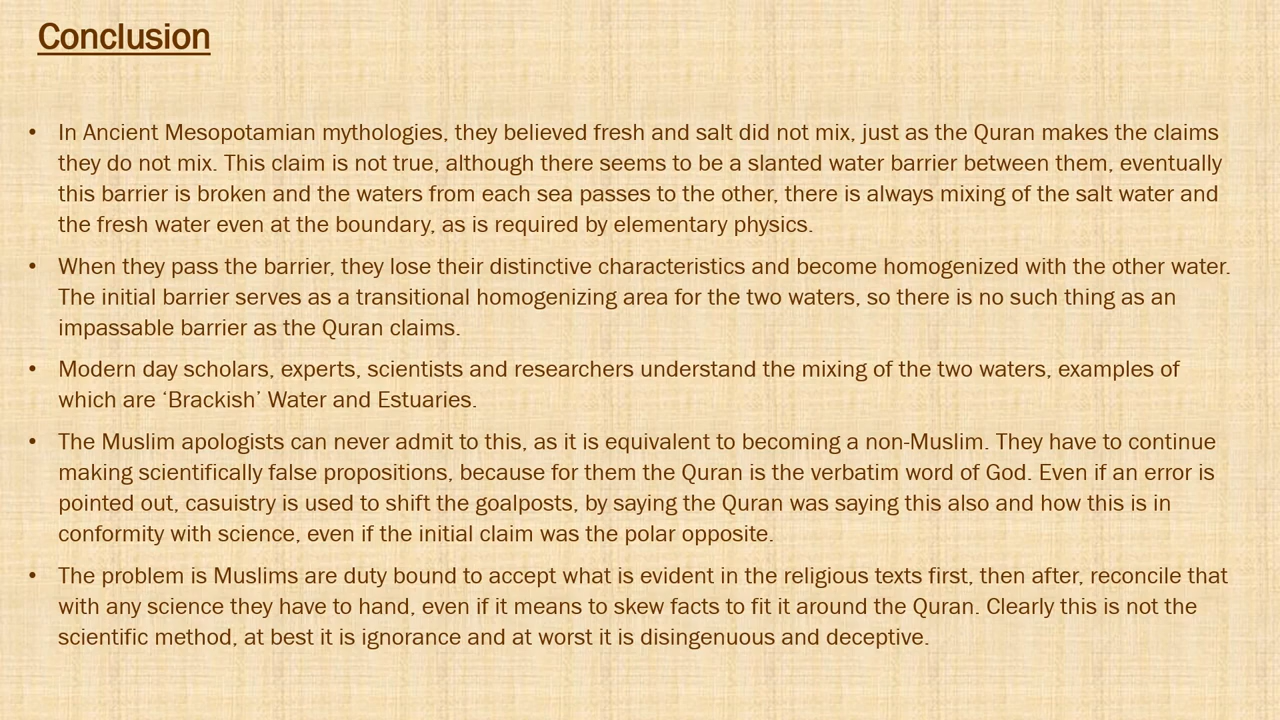 Conclusion
• In Ancient Mesopotamian mythologies, they believed fresh and salt did not mix, just as the Quran makes the claims
they do not mix. This claim is not true, although there seems to be a slanted water barrier between them, eventually
this barrier is broken and the waters from each sea passes to the other, there is always mixing of the salt water and
the fresh water even at the boundary, as is required by elementary physics.
• When they pass the barrier, they lose their distinctive characteristics and become homogenized with the other water.
The initial barrier serves as a transitional homogenizing area for the two waters, so there is no such thing as an
impassable barrier as the Quran claims.
• Modern day scholars, experts, scientists and researchers understand the mixing of the two waters, examples of
which are ‘Brackish’ Water and Estuaries.
• The Muslim apologists can never admit to this, as it is equivalent to becoming a non-Muslim. They have to continue
making scientifically false propositions, because for them the Quran is the verbatim word of God. Even if an error is
pointed out, casuistry is used to shift the goalposts, by saying the Quran was saying this also and how this is in
conformity with science, even if the initial claim was the polar opposite.
• The problem is Muslims are duty bound to accept what is evident in the religious texts first, then after, reconcile that
with any science they have to hand, even if it means to skew facts to fit it around the Quran. Clearly this is not the
scientific method, at best it is ignorance and at worst it is disingenuous and deceptive.